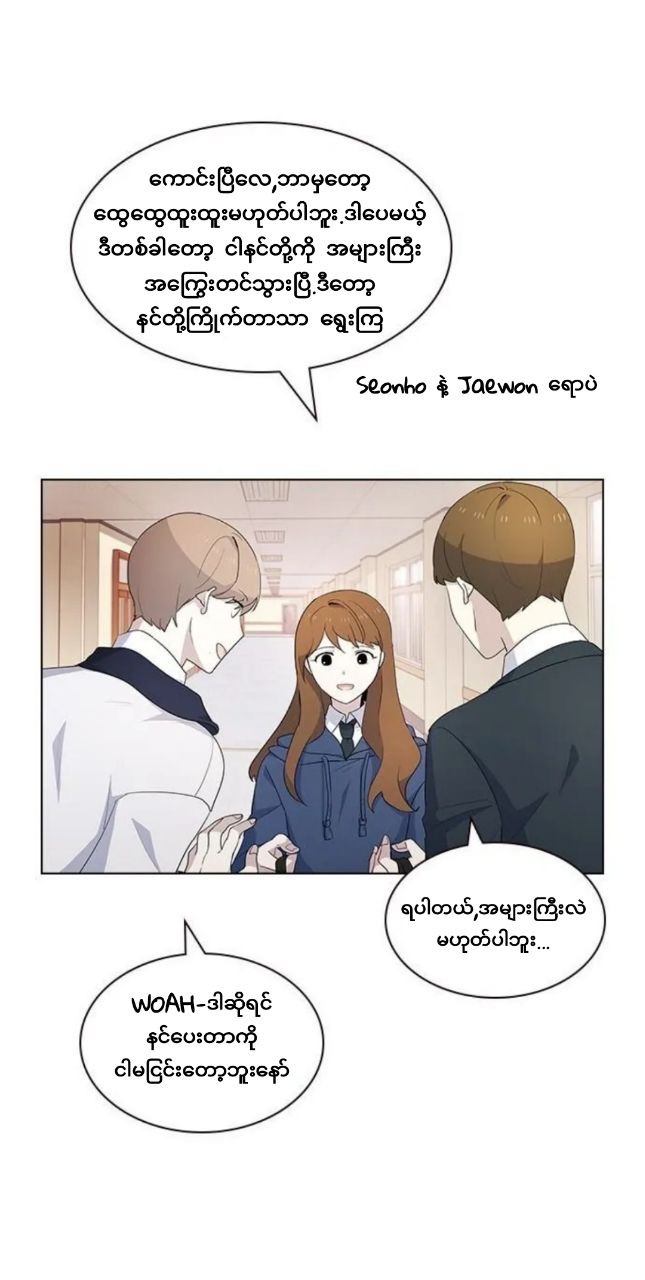 ကောင်းပြီလေ,ဘာမှတော့
ထွေထွေထူးထူးမဟုတ်ပါဘူး.ဒါပေမယ့်
ဒီတစ်ခါတော့ ငါနင်တို့ကို အများကြီး
အကြွေးတင်သွားပြီ.ဒီတော့
နင်တို့ကြိုက်တာသာ ရွေးကြ
Seonho နဲ့ Jaewon ရောပဲ
ရပါတယ်,အများကြီးလဲ
မဟုတ်ပါဘူး...
WOAH-ဒါဆိုရင်
နင်ပေးတာကို
ငါမငြင်းတော့ဘူးနော်